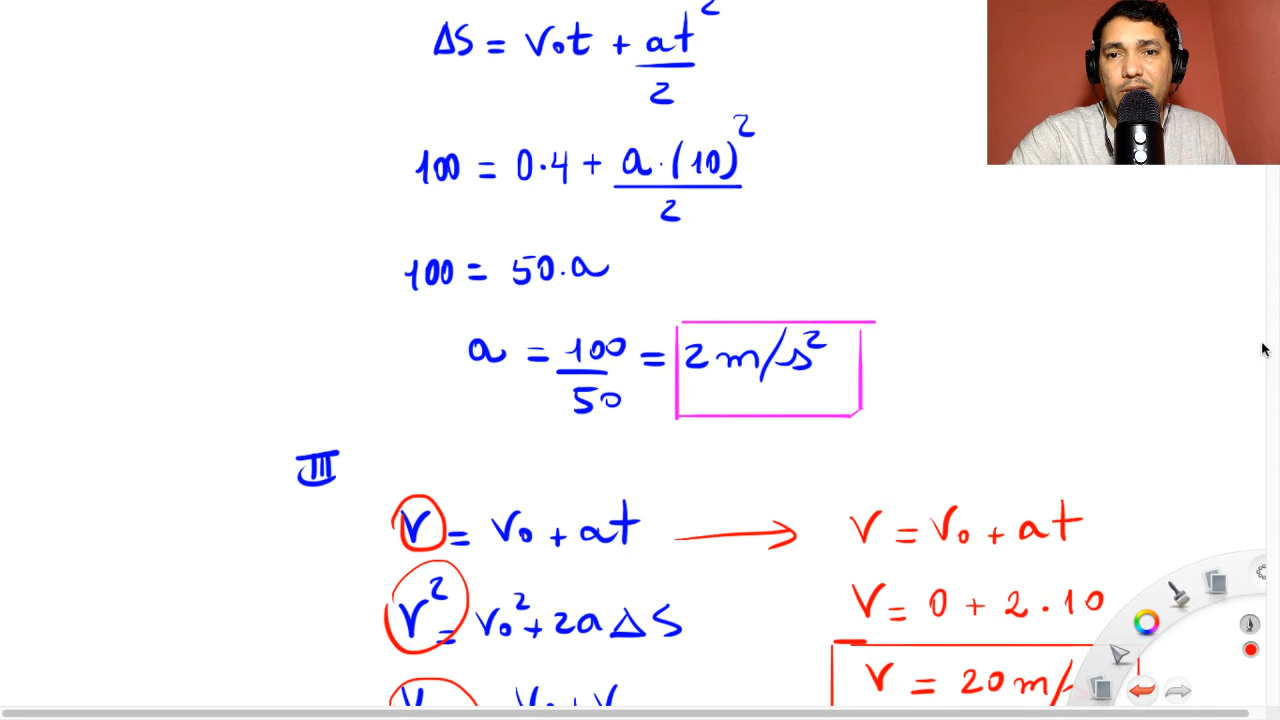 ΔS = V₀t + at²/2
100 = 0·4 + a·(10)²/2
100 = 50·a
a = 100/50 = 2 m/s²
III
V = V₀ + at → V = V₀ + at
V² = V₀² + 2aΔS
V = 0 + 2·10
V = 20 m/